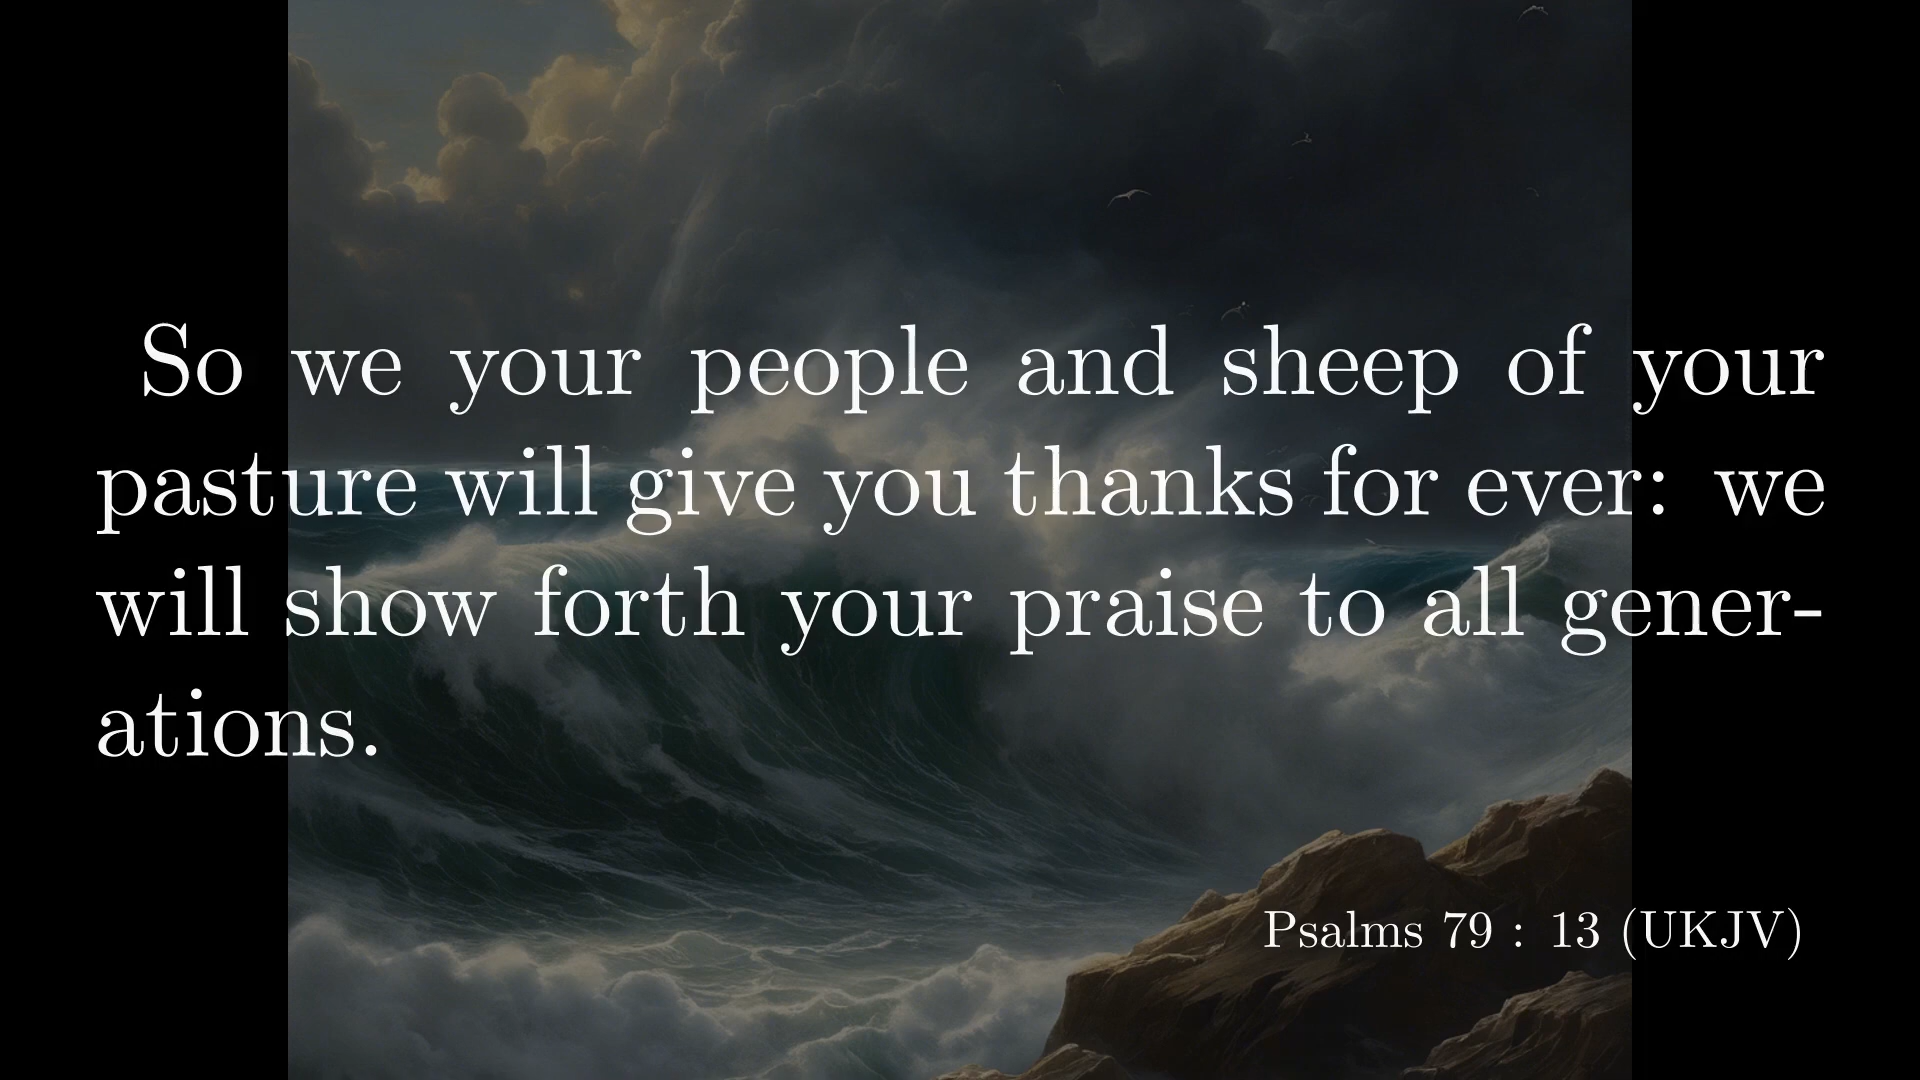 So we your people and sheep of your
pasture will give you thanks for ever: we
will show forth your praise to all gener-
ations.
Psalms 79 : 13 (UKJV)